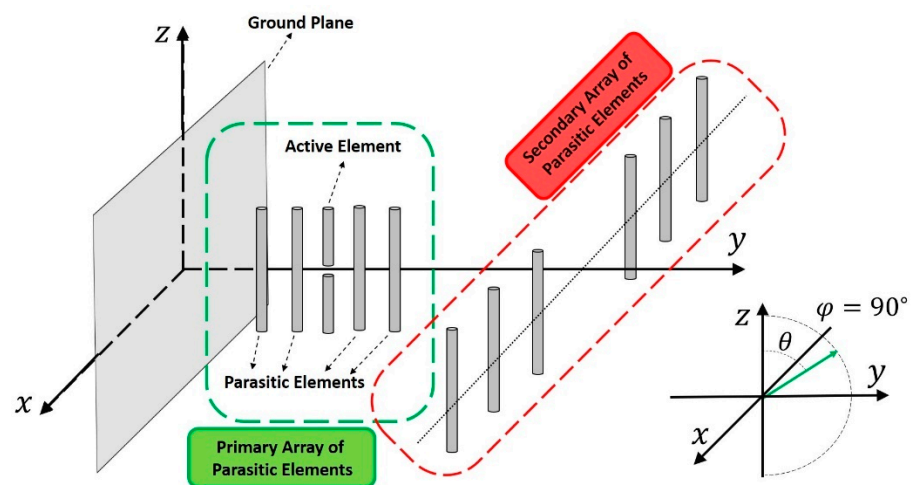 Ground Plane
z
Active Element
Secondary Array of
Parasitic Elements
y
x
Parasitic Elements
Primary Array of
Parasitic Elements
z
φ = 90°
θ
y
x